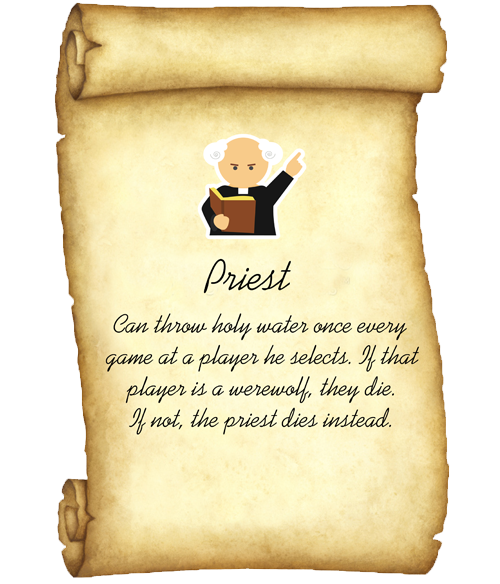 Priest
Can throw holy water once every
game at a player he selects. If that
player is a werewolf, they die.
If not, the priest dies instead.